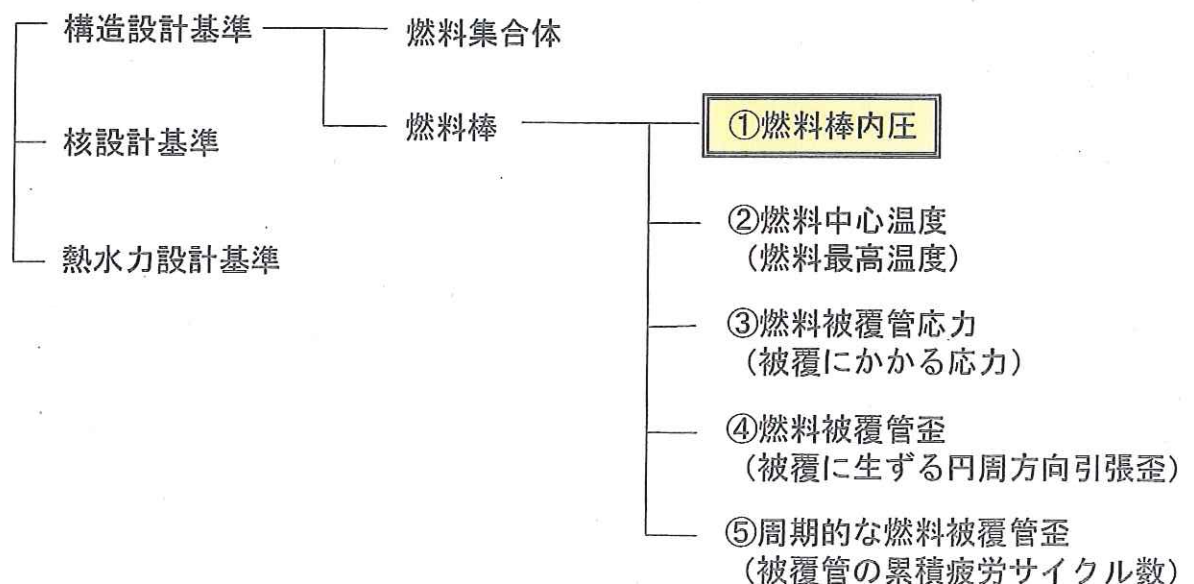 構造設計基準
燃料集合体
燃料棒
①燃料棒内圧
核設計基準
②燃料中心温度
(燃料最高温度)
熱水力設計基準
③燃料被覆管応力
(被覆にかかる応力)
④燃料被覆管歪
(被覆に生ずる円周方向引張歪)
⑤周期的な燃料被覆管歪
(被覆管の累積疲労サイクル数)